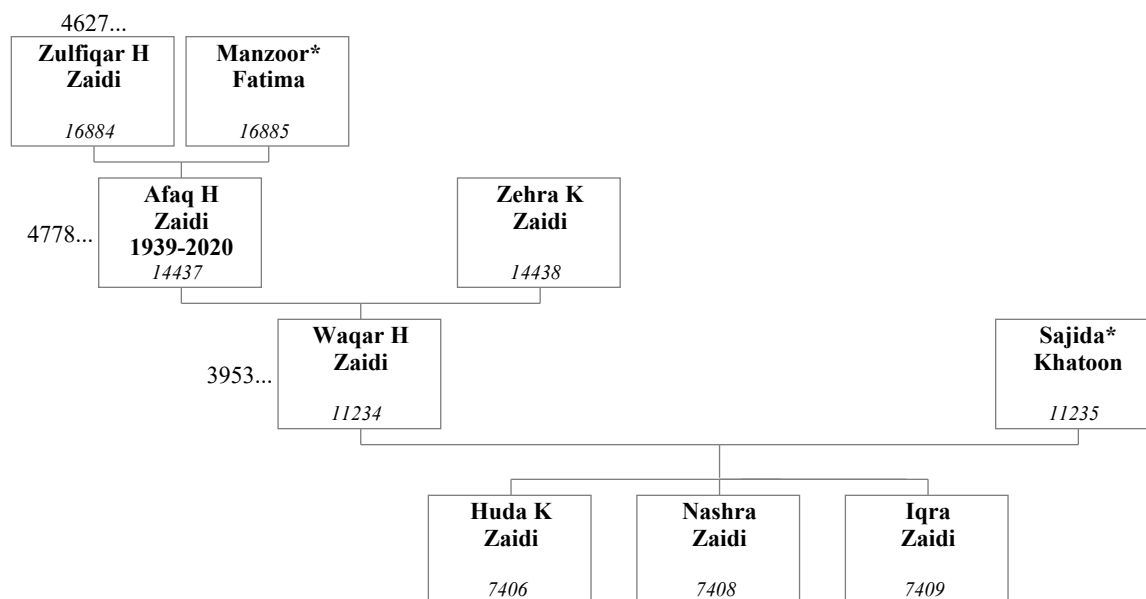 4627...
Zulfiqar H
Zaidi
16884
Manzoor*
Fatima
16885
4778...
Afaq H
Zaidi
1939-2020
14437
Zehra K
Zaidi
14438
3953...
Waqar H
Zaidi
11234
Sajida*
Khatoon
11235
Huda K
Zaidi
7406
Nashra
Zaidi
7408
Iqra
Zaidi
7409